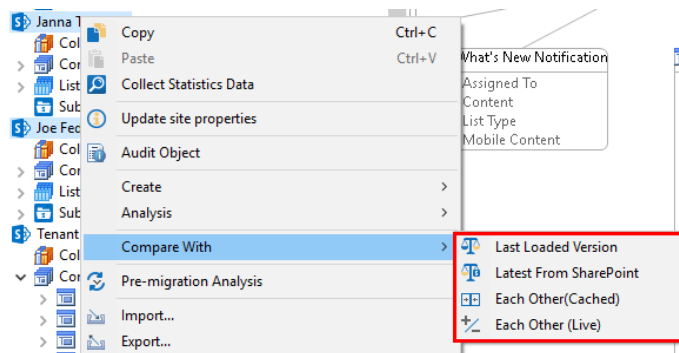 Janna T
Col
Con
List
Sub
Joe Fed
Col
Con
List
Sub
Tenant
Col
Con
Copy Ctrl+C
Paste Ctrl+V
Collect Statistics Data
Update site properties
Audit Object
Create
Analysis
Compare With
Pre-migration Analysis
Import...
Export...
Last Loaded Version
Latest From SharePoint
Each Other(Cached)
Each Other (Live)
What's New Notification
Assigned To
Content
List Type
Mobile Content